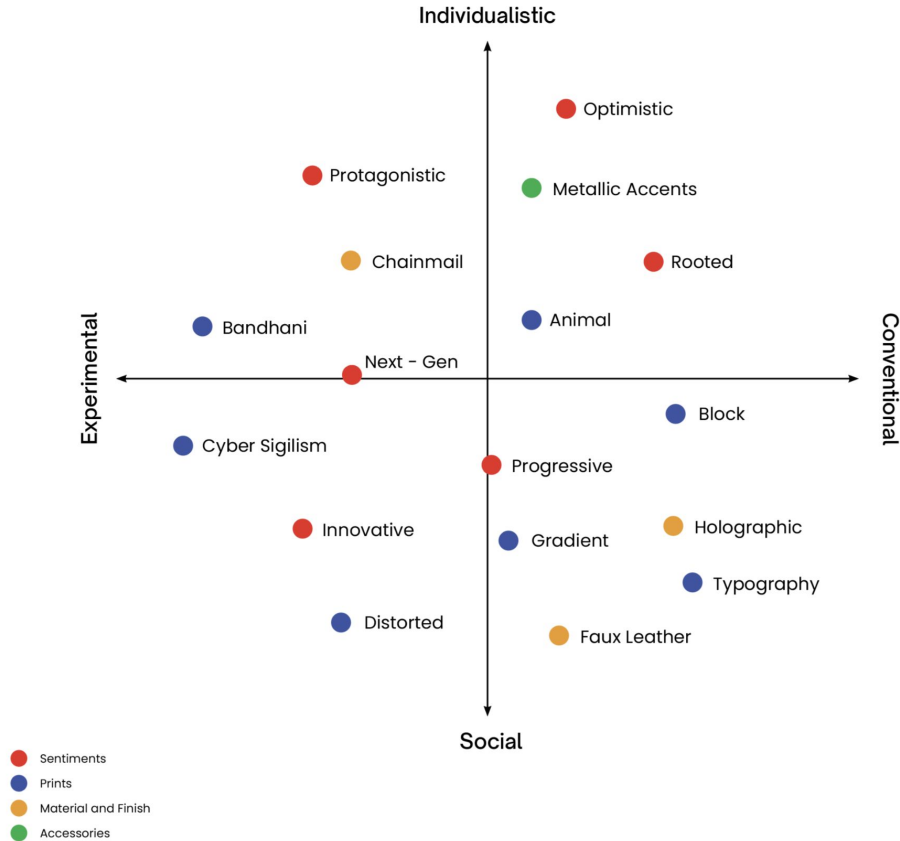 Individualistic
Optimistic
Protagonistic
Metallic Accents
Chainmail
Rooted
Bandhani
Animal
Experimental
Conventional
Next - Gen
Block
Cyber Sigilism
Progressive
Innovative
Holographic
Gradient
Typography
Distorted
Faux Leather
Social
Sentiments
Prints
Material and Finish
Accessories